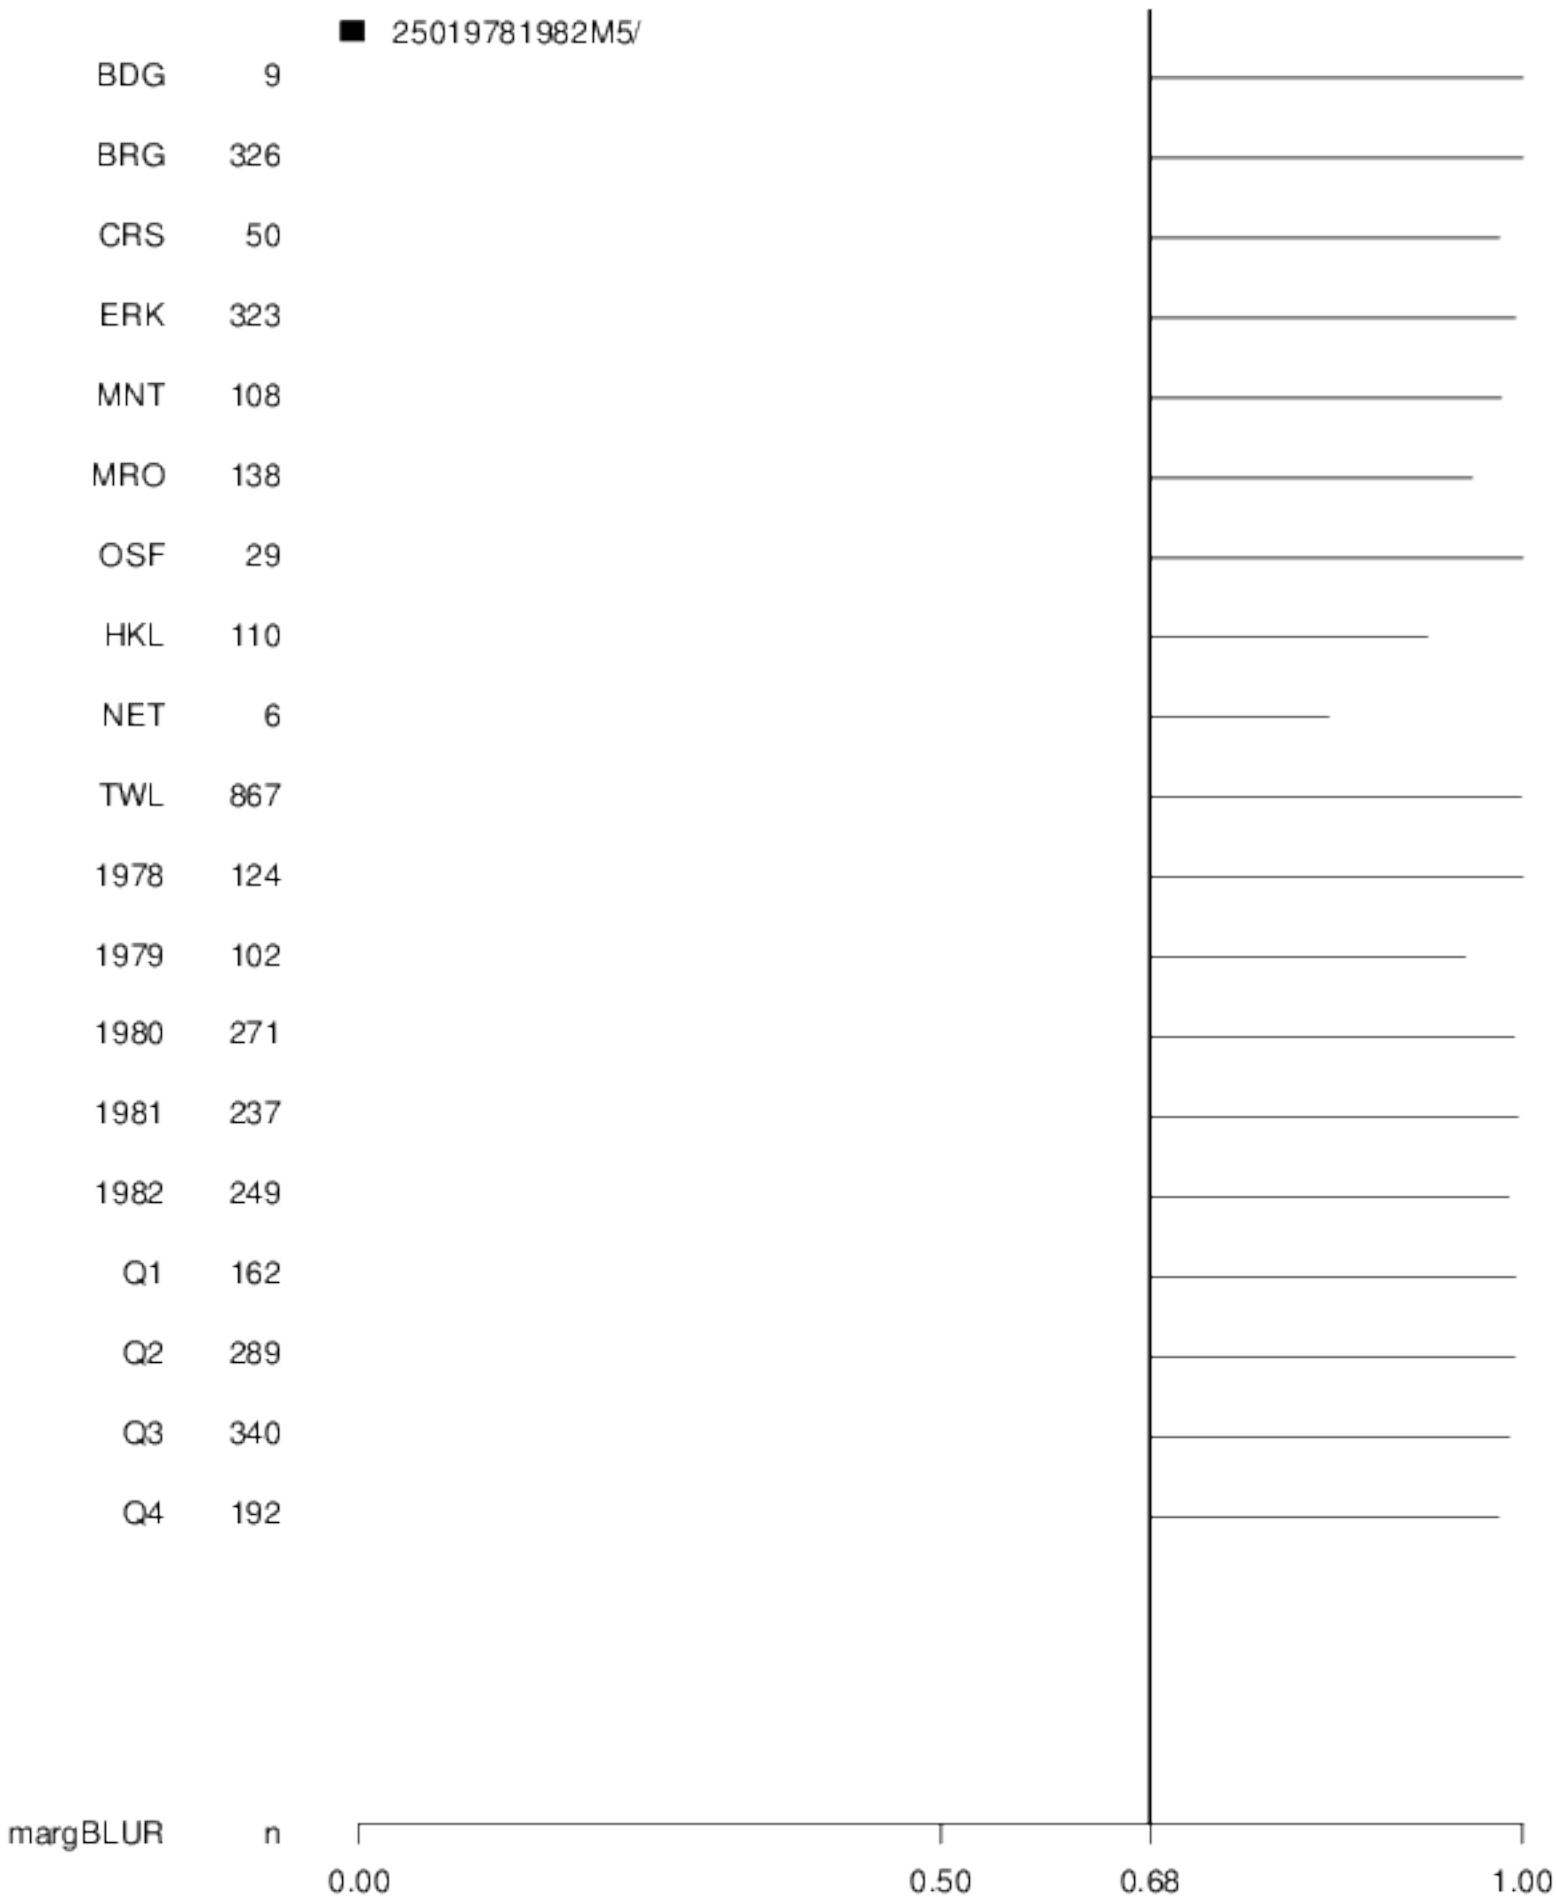 25019781982M5/
BDG 9
BRG 326
CRS 50
ERK 323
MNT 108
MRO 138
OSF 29
HKL 110
NET 6
TWL 867
1978 124
1979 102
1980 271
1981 237
1982 249
Q1 162
Q2 289
Q3 340
Q4 192
margBLUR n
0.00 0.50 0.68 1.00